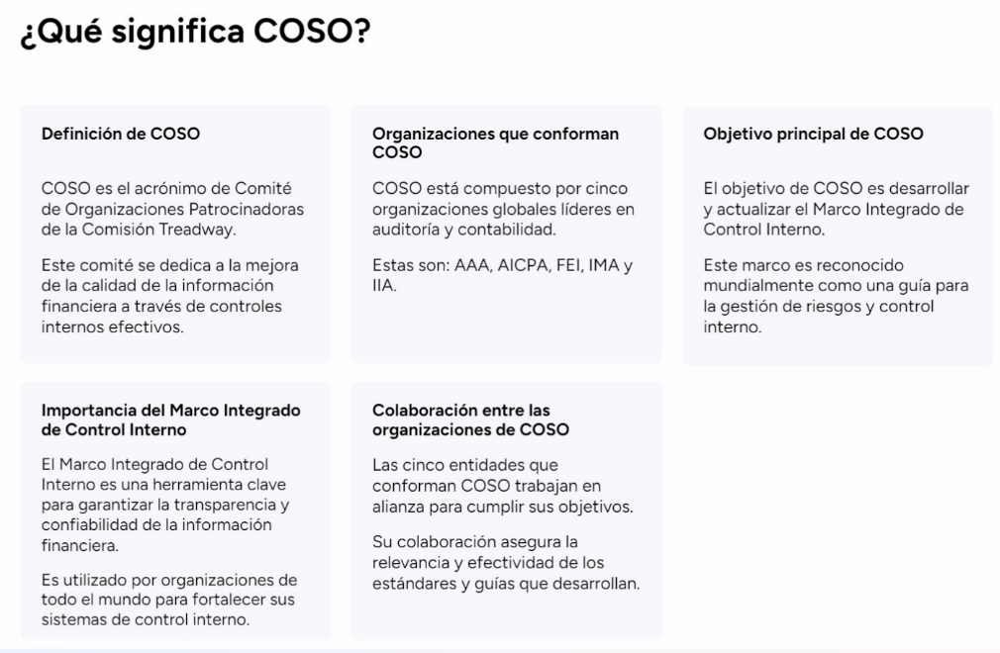 ¿Qué significa COSO?
Definición de COSO
COSO es el acrónimo de Comité
de Organizaciones Patrocinadoras
de la Comisión Treadway.
Este comité se dedica a la mejora
de la calidad de la información
financiera a través de controles
internos efectivos.
Organizaciones que conforman
COSO
COSO está compuesto por cinco
organizaciones globales líderes en
auditoría y contabilidad.
Estas son: AAA, AICPA, FEI, IMA y
IIA.
Objetivo principal de COSO
El objetivo de COSO es desarrollar
y actualizar el Marco Integrado de
Control Interno.
Este marco es reconocido
mundialmente como una guía para
la gestión de riesgos y control
interno.
Importancia del Marco Integrado
de Control Interno
El Marco Integrado de Control
Interno es una herramienta clave
para garantizar la transparencia y
confiabilidad de la información
financiera.
Es utilizado por organizaciones de
todo el mundo para fortalecer sus
sistemas de control interno.
Colaboración entre las
organizaciones de COSO
Las cinco entidades que
conforman COSO trabajan en
alianza para cumplir sus objetivos.
Su colaboración asegura la
relevancia y efectividad de los
estándares y guías que desarrollan.